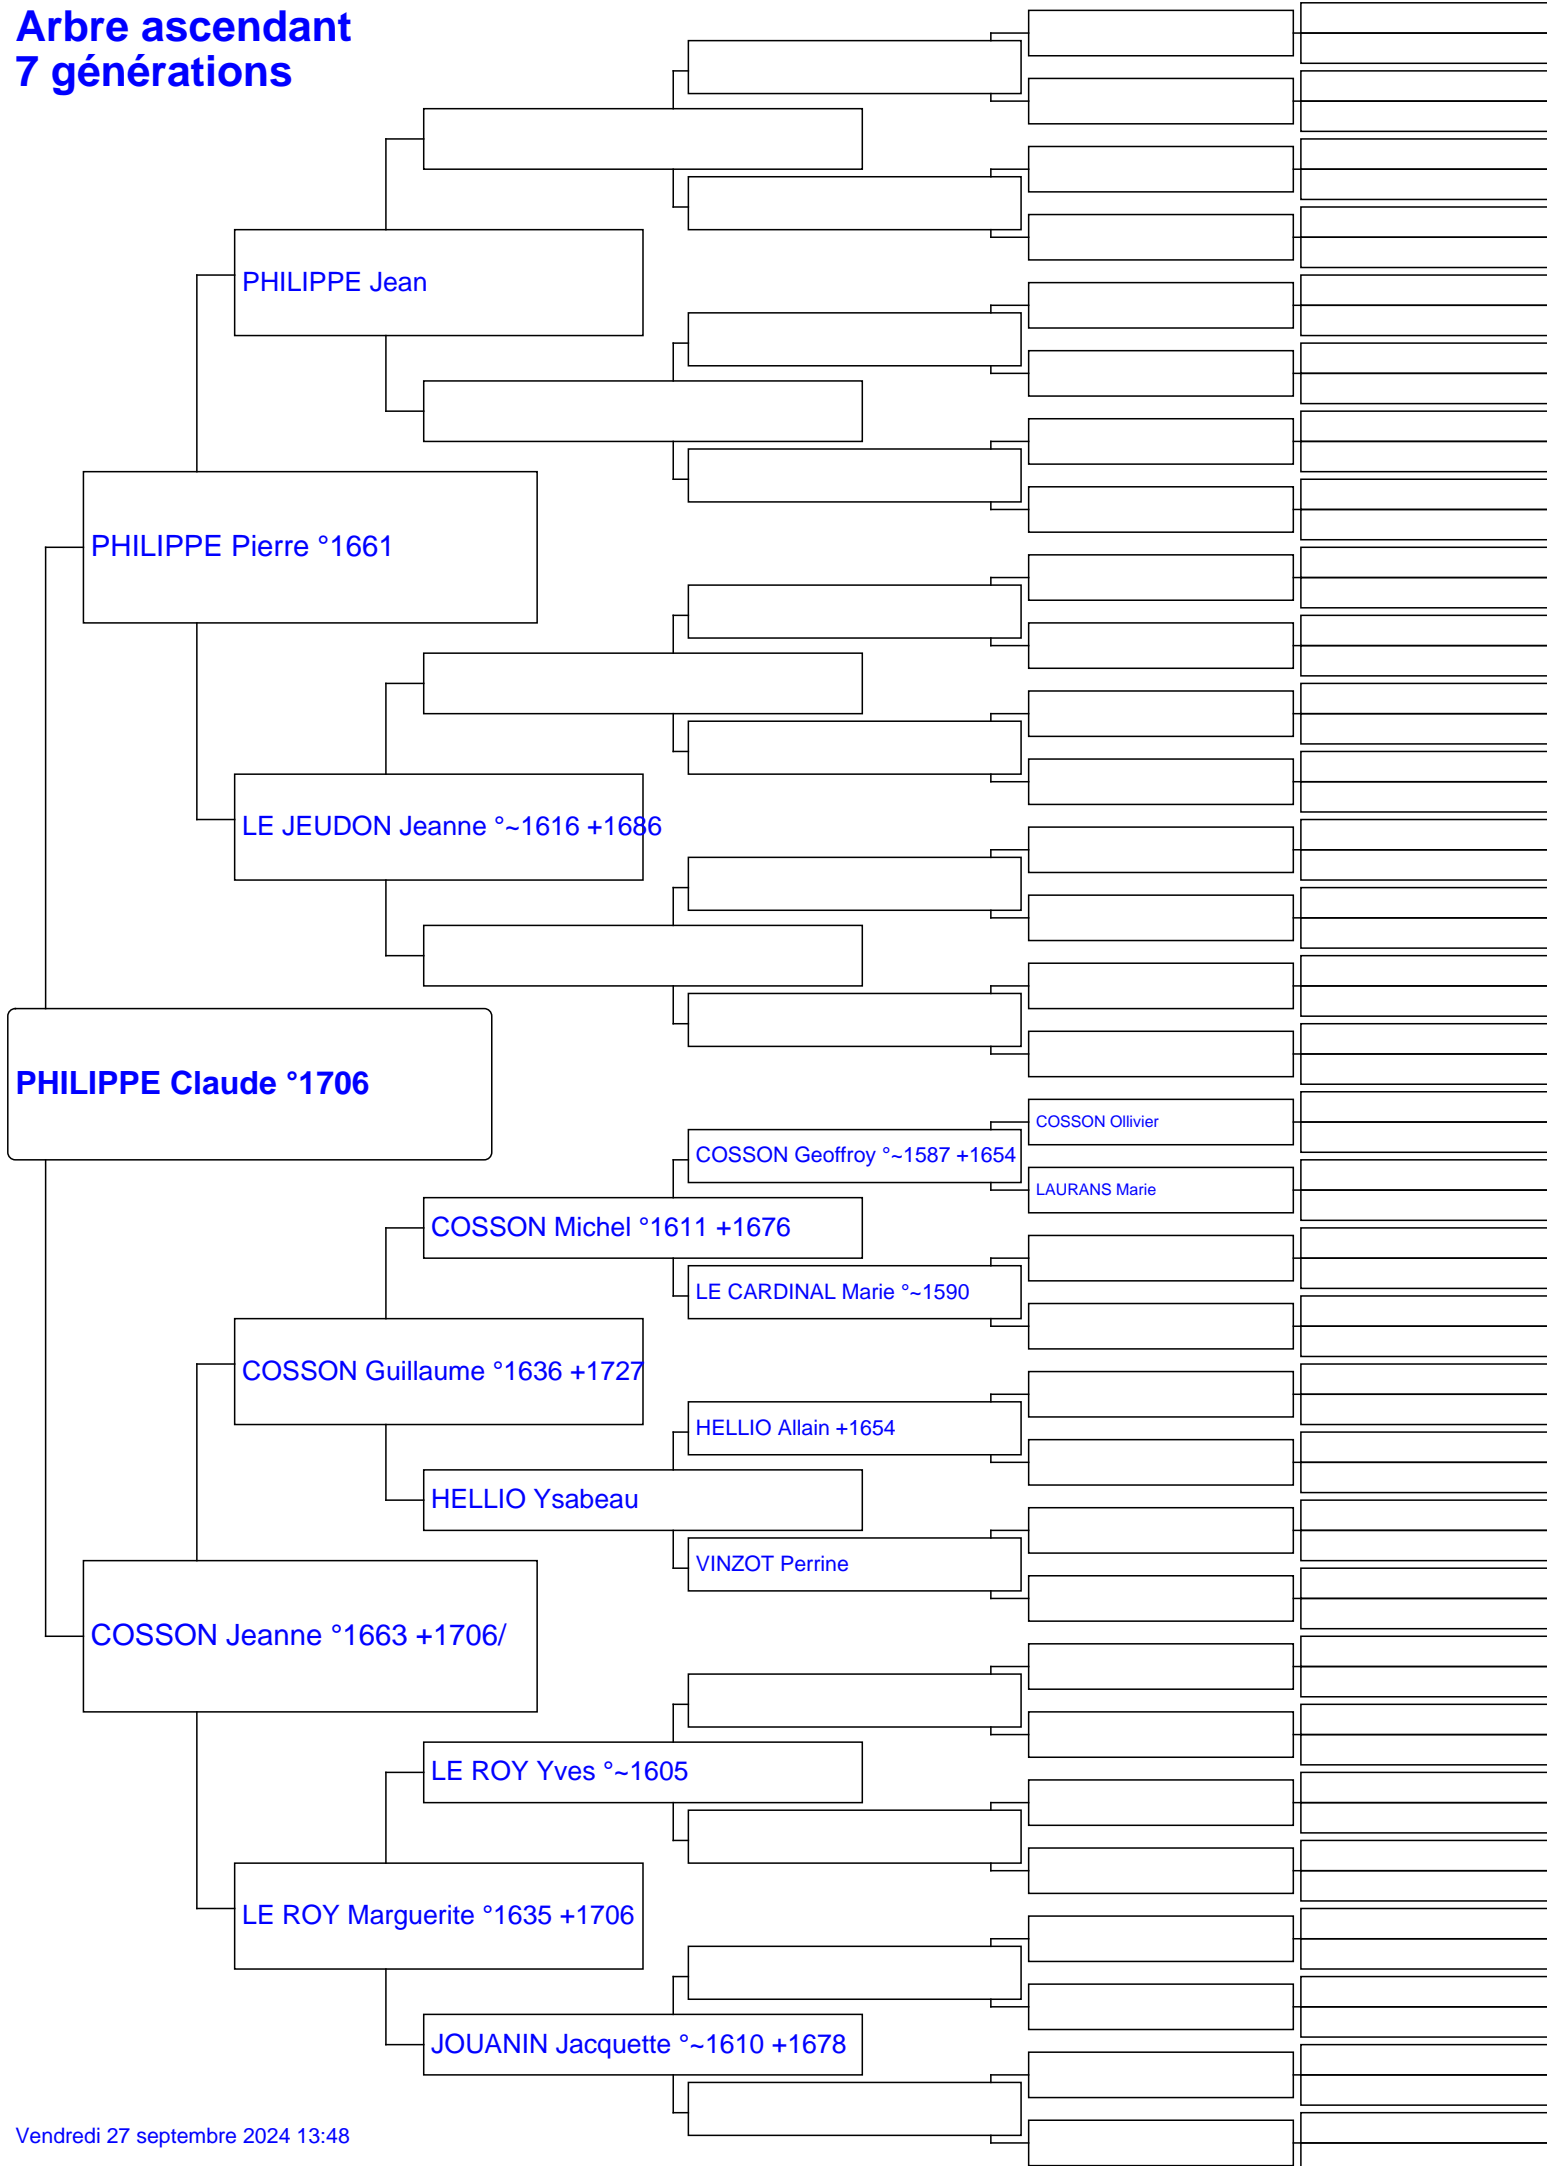 Arbre ascendant
7 générations
PHILIPPE Jean
PHILIPPE Pierre °1661
LE JEUDON Jeanne °~1616 +1686
PHILIPPE Claude °1706
COSSON Ollivier
COSSON Geoffroy °~1587 +1654
LAURANS Marie
COSSON Michel °1611 +1676
LE CARDINAL Marie °~1590
COSSON Guillaume °1636 +1727
HELLIO Allain +1654
HELLIO Ysabeau
VINZOT Perrine
COSSON Jeanne °1663 +1706/
LE ROY Yves °~1605
LE ROY Marguerite °1635 +1706
JOUANIN Jacquette °~1610 +1678
Vendredi 27 septembre 2024 13:48